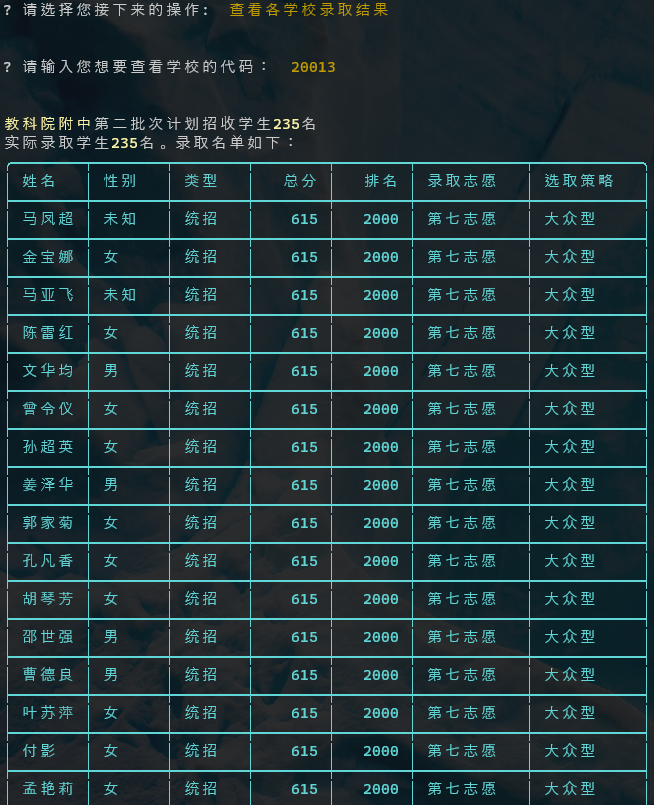 ? 请选择您接下来的操作: 查看各学校录取结果
? 请输入您想要查看学校的代码： 20013
教科院附中第二批次计划招收学生235名
实际录取学生235名。录取名单如下：
姓名 性别 类型 总分 排名 录取志愿 选取策略
马凤超 未知 统招 615 2000 第七志愿 大众型
金宝娜 女 统招 615 2000 第七志愿 大众型
马亚飞 未知 统招 615 2000 第七志愿 大众型
陈雷红 女 统招 615 2000 第七志愿 大众型
文华均 男 统招 615 2000 第七志愿 大众型
曾令仪 女 统招 615 2000 第七志愿 大众型
孙超英 女 统招 615 2000 第七志愿 大众型
姜泽华 男 统招 615 2000 第七志愿 大众型
郭家菊 女 统招 615 2000 第七志愿 大众型
孔凡香 女 统招 615 2000 第七志愿 大众型
胡琴芳 女 统招 615 2000 第七志愿 大众型
邵世强 男 统招 615 2000 第七志愿 大众型
曹德良 男 统招 615 2000 第七志愿 大众型
叶苏萍 女 统招 615 2000 第七志愿 大众型
付影 女 统招 615 2000 第七志愿 大众型
孟艳莉 女 统招 615 2000 第七志愿 大众型